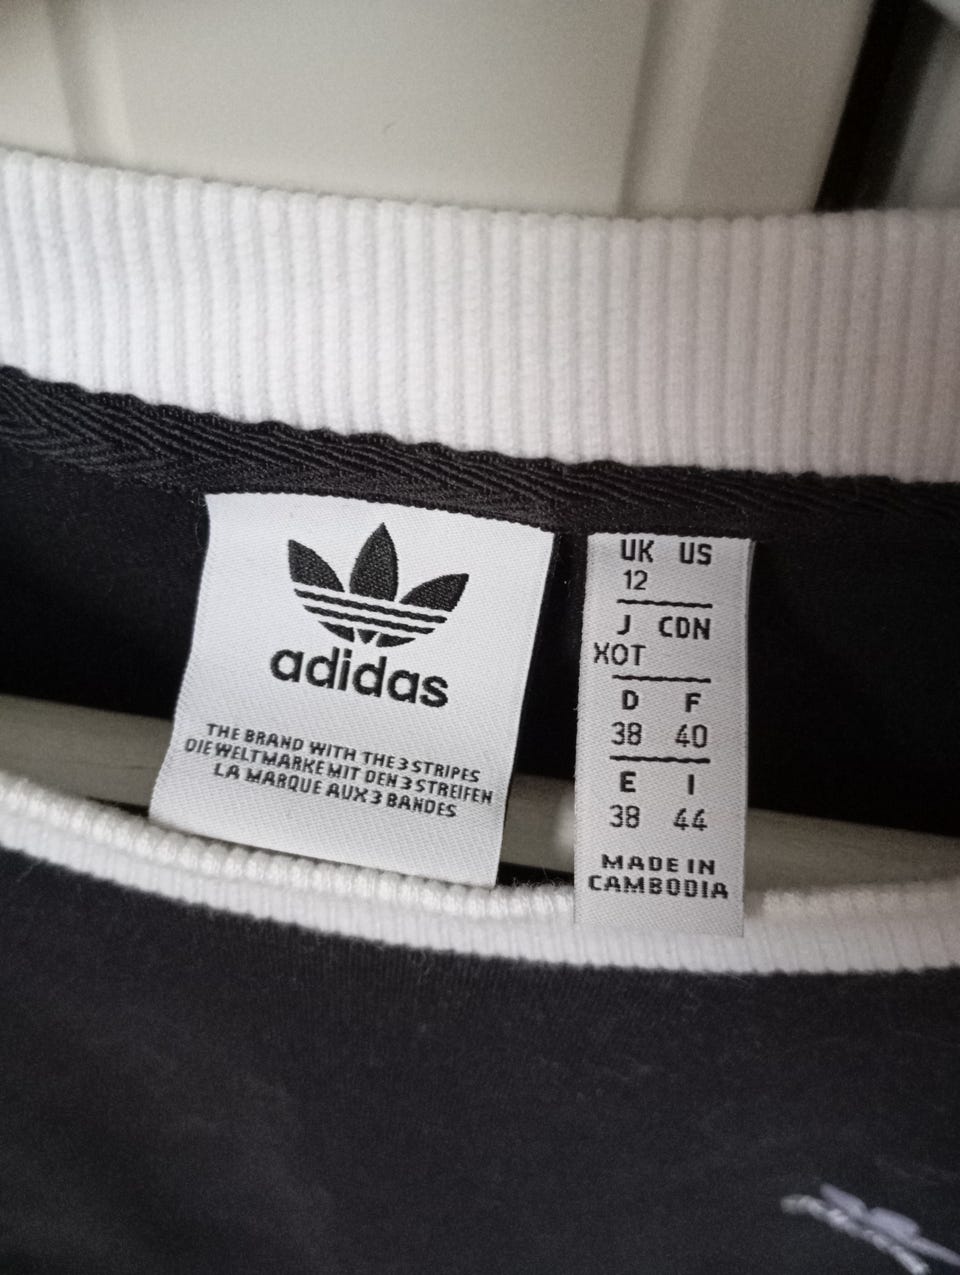 adidas
THE BRAND WITH THE 3 STRIPES
DIE WELTMARKE MIT DEN 3 STREIFEN
LA MARQUE AUX 3 BANDES
UK US
12
J CDN
XOT
D F
38 40
E I
38 44
MADE IN
CAMBODIA